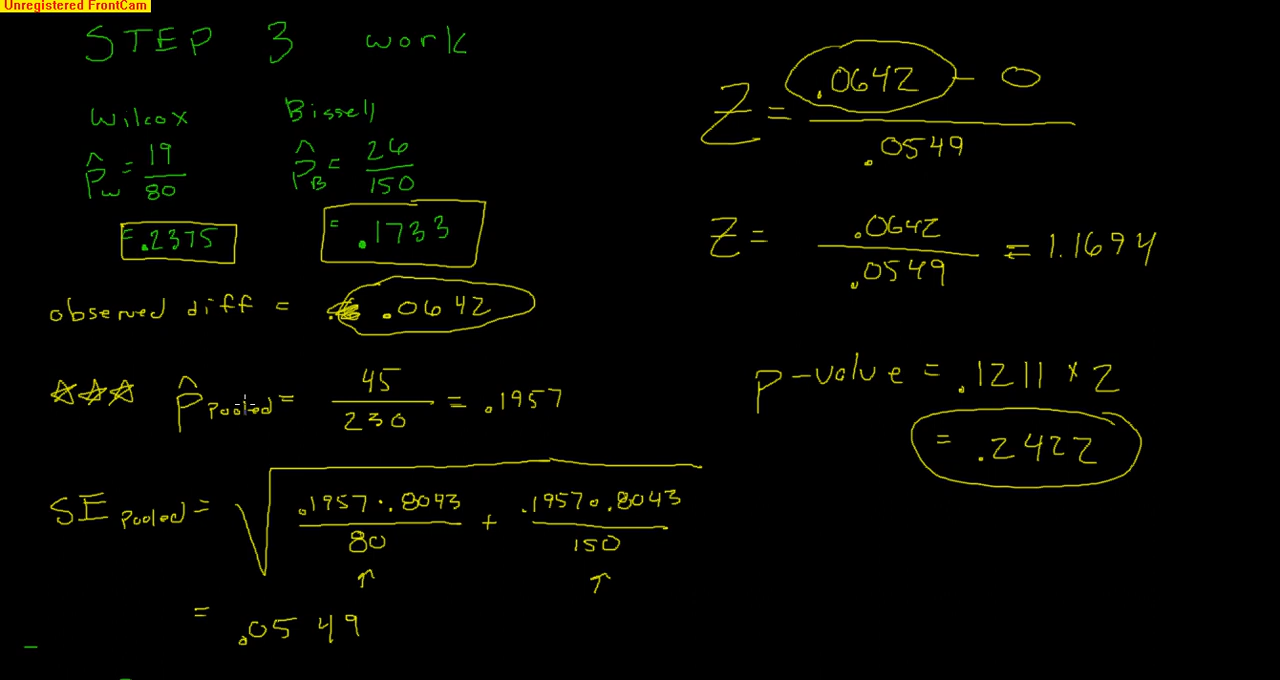 Unregistered FrontCam
STEP 3 work
Wilcox
p̂w = 19/80
= .2375
Bissell
p̂B = 26/150
= .1733
observed diff = .0642
☆☆☆ p̂pooled = 45/230 = .1957
SE pooled = √(.1957 · .8043/80 + .1957 · .8043/150)
↑ ↑
= .0549
Z = .0642 - 0/.0549
Z = .0642/.0549 = 1.1694
P-value = .1211 * 2
= .2422